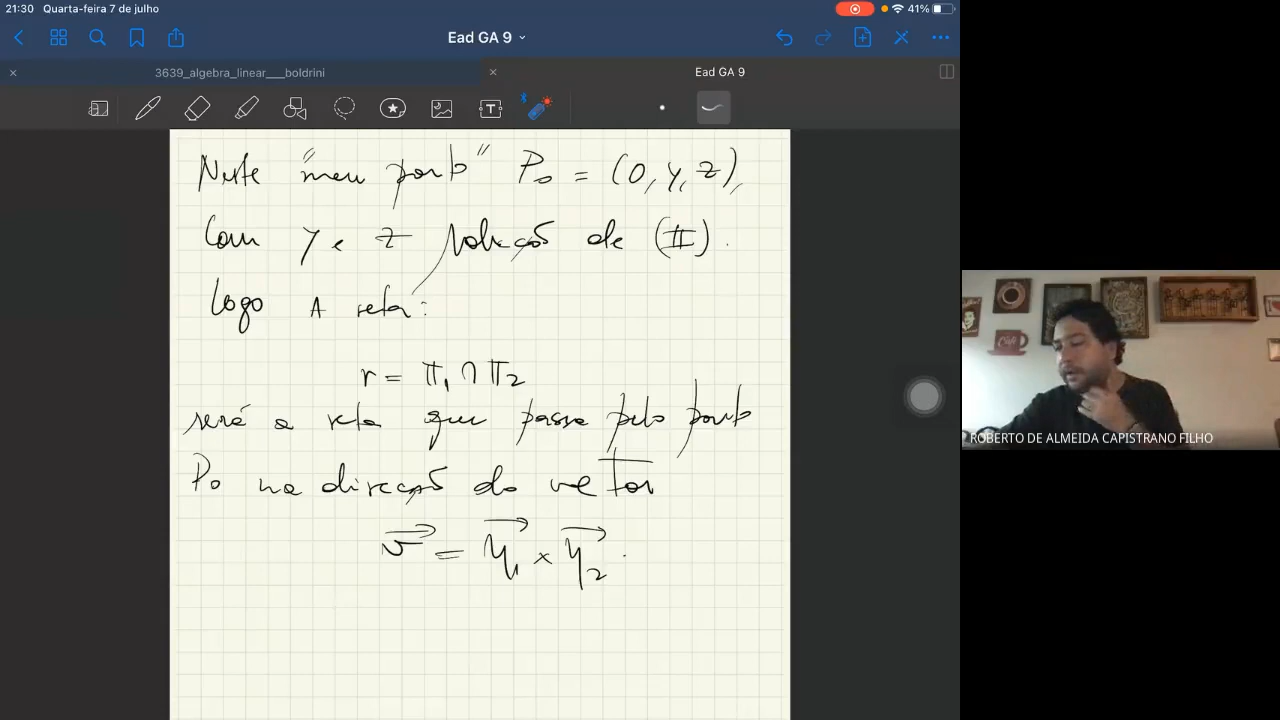 21:30 Quarta-feira 7 de julho 41%
Ead GA 9
3639_algebra_linear___boldrini
Ead GA 9
Neste "meu ponto" P₀ = (0, y, z),
Com y e z solução de (II).
Logo A reta:
r = π₁ ∩ π₂
será a reta que passa pelo ponto
P₀ na direção do vetor
v⃗ = η⃗₁ × η⃗₂.
Café
ROBERTO DE ALMEIDA CAPISTRANO FILHO